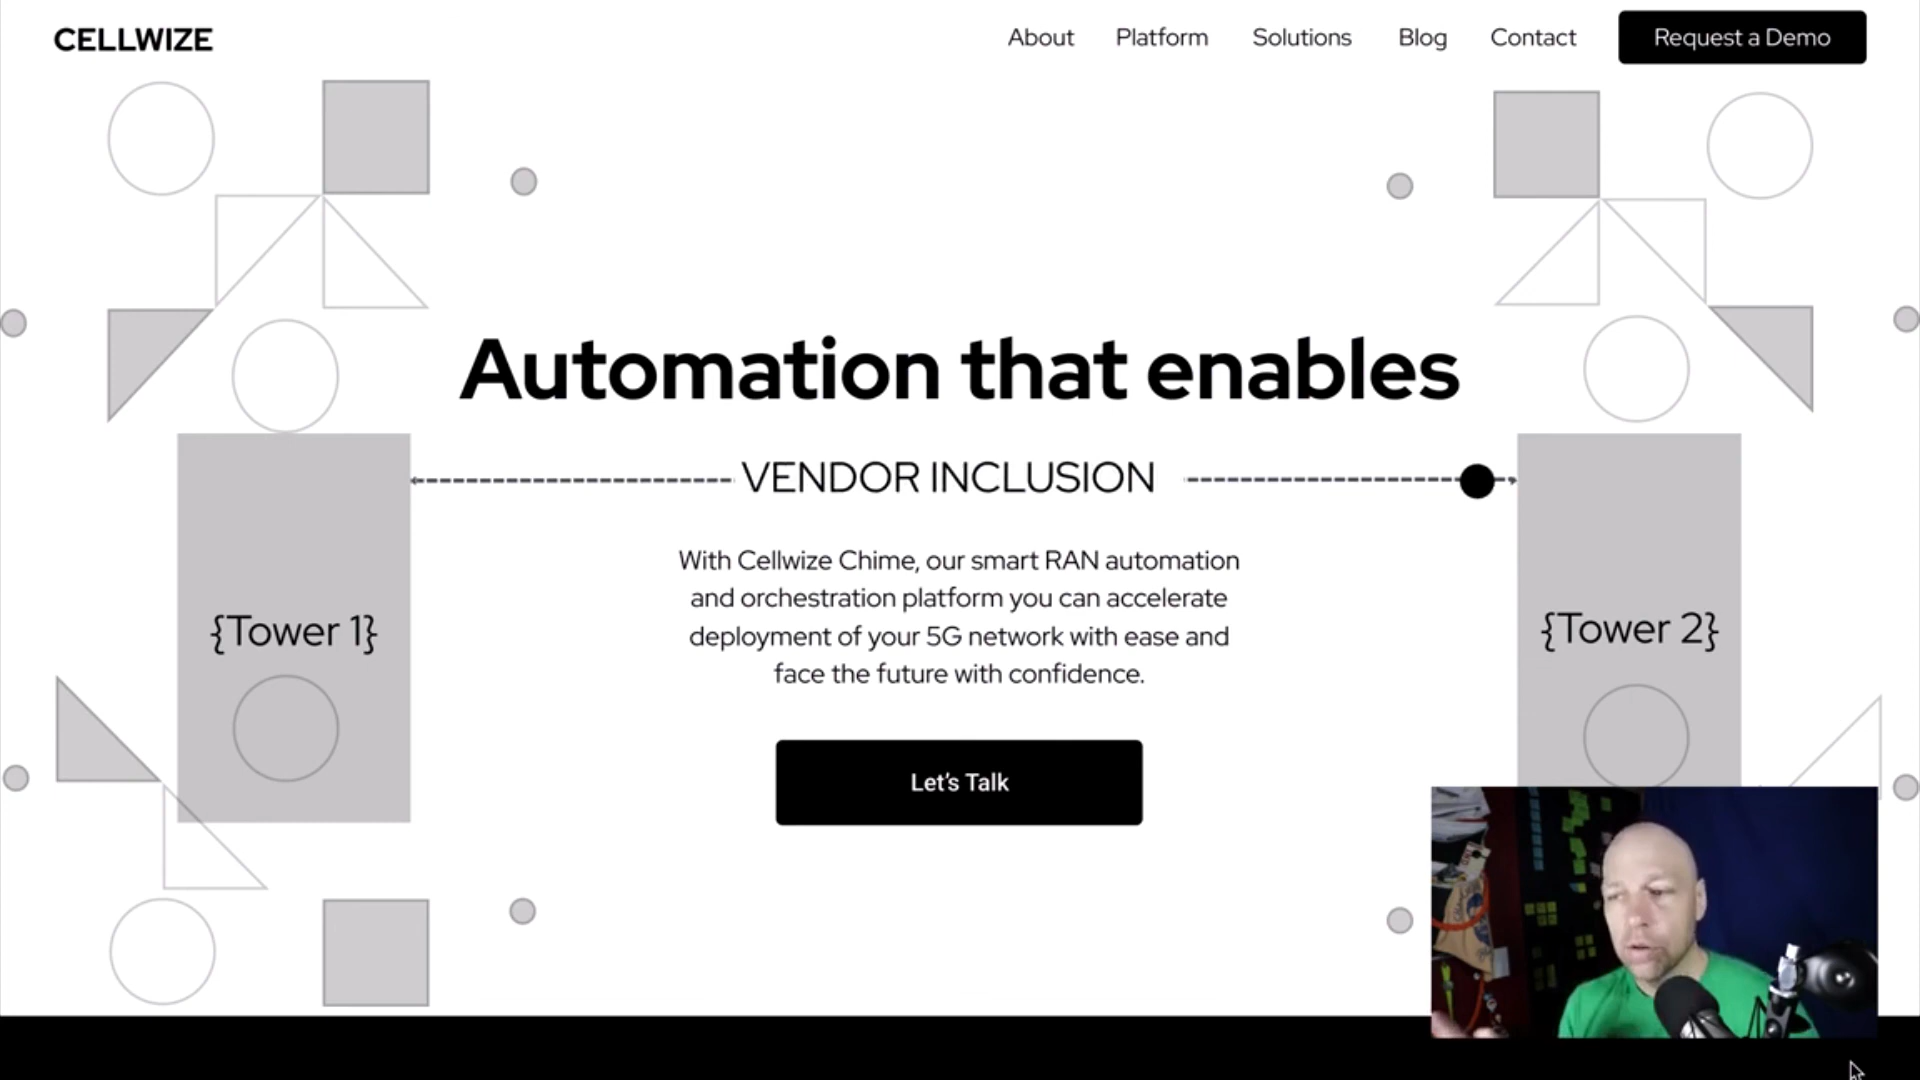 CELLWIZE
About Platform Solutions Blog Contact Request a Demo
Automation that enables
VENDOR INCLUSION
With Cellwize Chime, our smart RAN automation
and orchestration platform you can accelerate
deployment of your 5G network with ease and
face the future with confidence.
{Tower 1}
{Tower 2}
Let's Talk